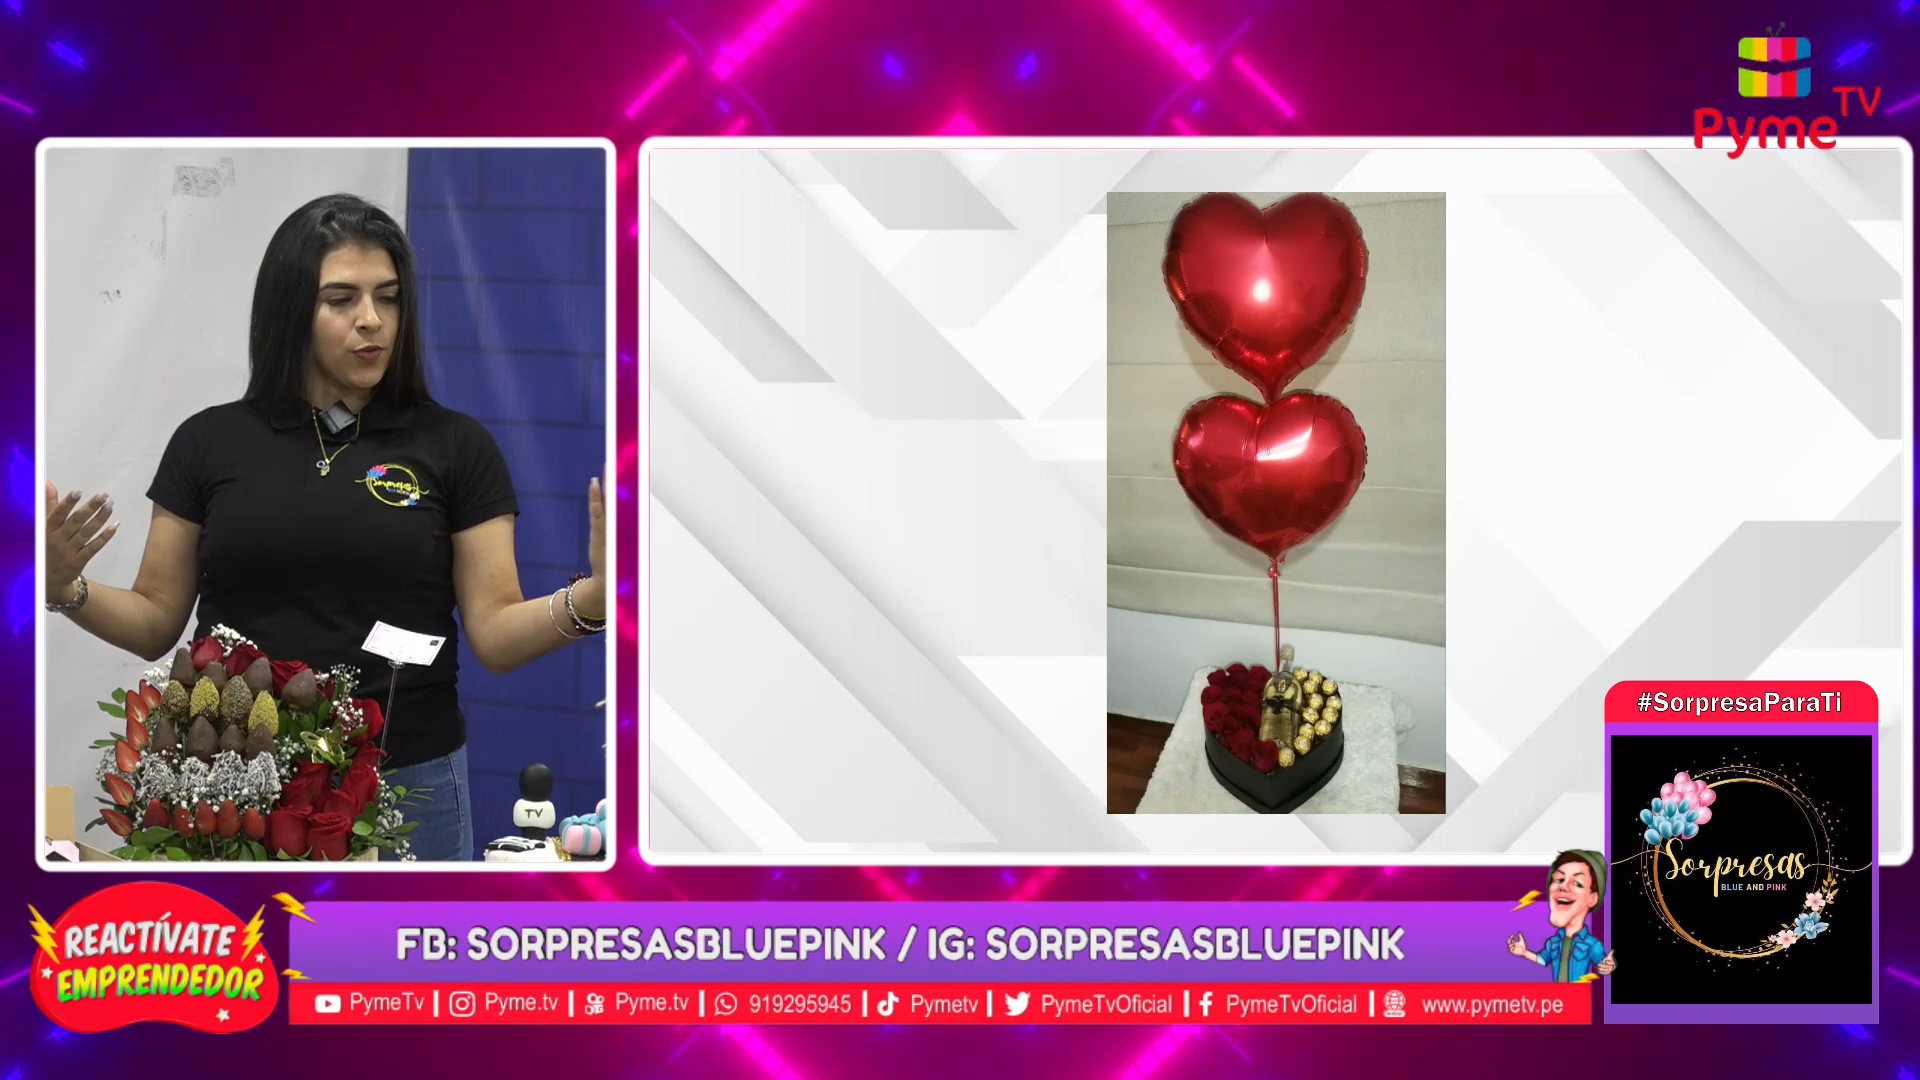 Pyme TV
Sorpresas
TV
#SorpresaParaTi
Sorpresas
BLUE AND PINK
REACTÍVATE
EMPRENDEDOR
FB: SORPRESASBLUEPINK / IG: SORPRESASBLUEPINK
PymeTv | Pyme.tv | Pyme.tv | 919295945 | Pymetv | PymeTvOficial | PymeTvOficial | www.pymetv.pe